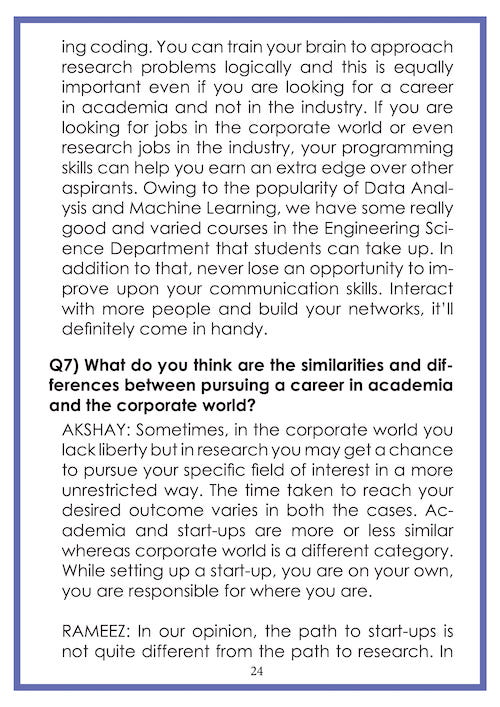 ing coding. You can train your brain to approach
research problems logically and this is equally
important even if you are looking for a career
in academia and not in the industry. If you are
looking for jobs in the corporate world or even
research jobs in the industry, your programming
skills can help you earn an extra edge over other
aspirants. Owing to the popularity of Data Anal-
ysis and Machine Learning, we have some really
good and varied courses in the Engineering Sci-
ence Department that students can take up. In
addition to that, never lose an opportunity to im-
prove upon your communication skills. Interact
with more people and build your networks, it'll
definitely come in handy.
Q7) What do you think are the similarities and dif-
ferences between pursuing a career in academia
and the corporate world?
AKSHAY: Sometimes, in the corporate world you
lack liberty but in research you may get a chance
to pursue your specific field of interest in a more
unrestricted way. The time taken to reach your
desired outcome varies in both the cases. Ac-
ademia and start-ups are more or less similar
whereas corporate world is a different category.
While setting up a start-up, you are on your own,
you are responsible for where you are.
RAMEEZ: In our opinion, the path to start-ups is
not quite different from the path to research. In
24